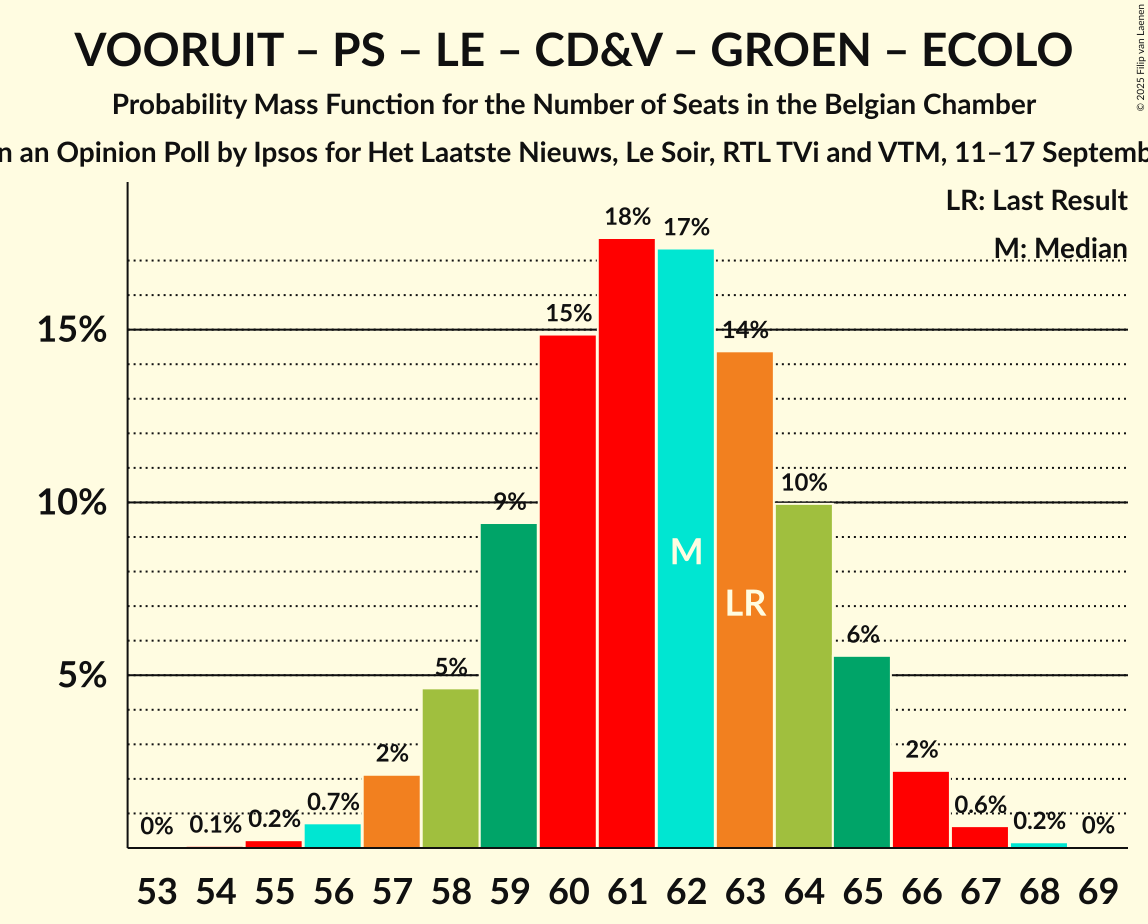 VOORUIT – PS – LE – CD&V – GROEN – ECOLO
Probability Mass Function for the Number of Seats in the Belgian Chamber
an Opinion Poll by Ipsos for Het Laatste Nieuws, Le Soir, RTL TVi and VTM, 11–17
© 2025 Filip van Laenen
LR: Last Result
M: Median
15%
10%
5%
0% 0.1% 0.2% 0.7% 2% 5% 9% 15% 18% 17% 14% 10% 6% 2% 0.6% 0.2% 0%
M
LR
53 54 55 56 57 58 59 60 61 62 63 64 65 66 67 68 69